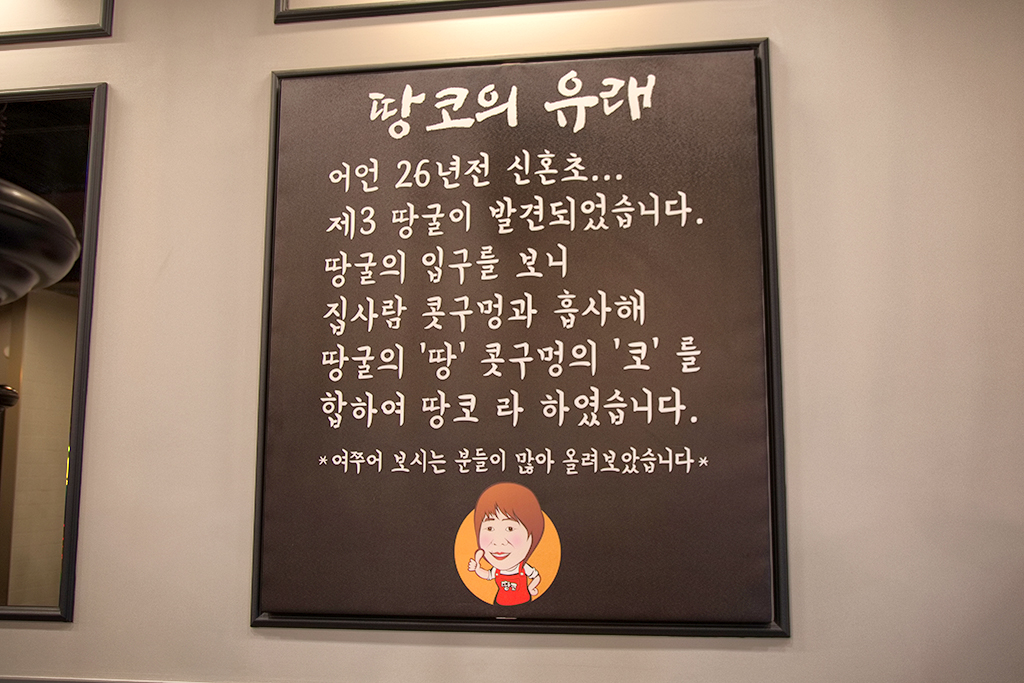 땅코의 유래
어언 26년전 신혼초...
제3 땅굴이 발견되었습니다.
땅굴의 입구를 보니
집사람 콧구멍과 흡사해
땅굴의 '땅' 콧구멍의 '코' 를
합하여 땅코 라 하였습니다.
*여쭈어 보시는 분들이 많아 올려보았습니다*
땅코